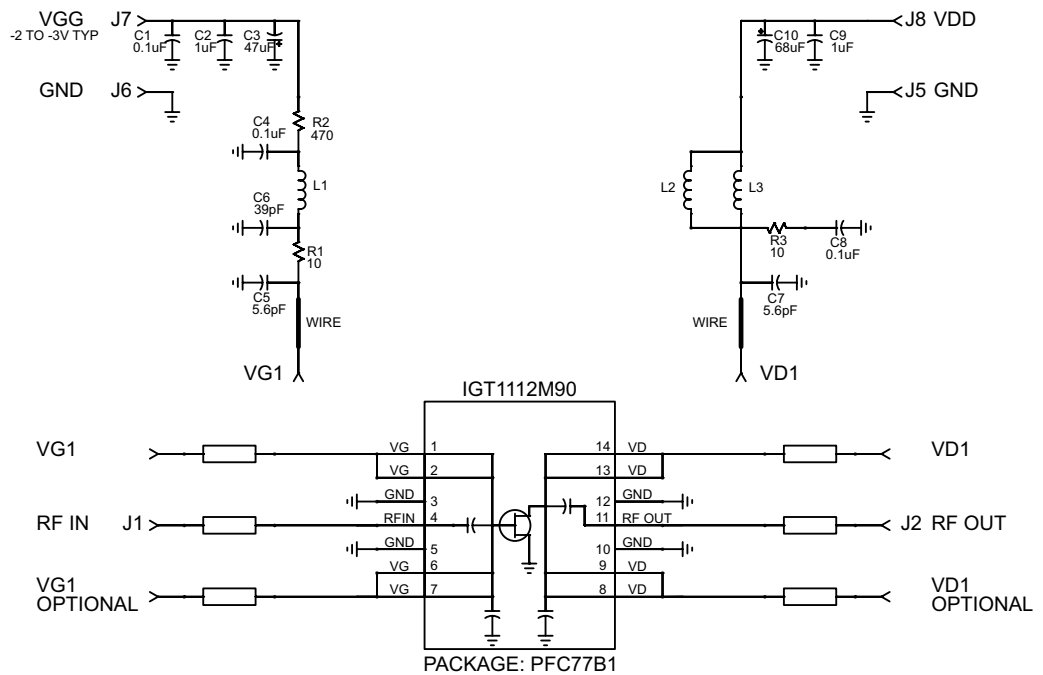 VGG J7
-2 TO -3V TYP
C1
0.1uF
C2
1uF
C3
47uF
+
GND J6
C4
0.1uF
R2
470
L1
C6
39pF
R1
10
C5
5.6pF
WIRE
VG1
J8 VDD
+
C10
68uF
C9
1uF
J5 GND
L2
L3
R3
10
C8
0.1uF
C7
5.6pF
WIRE
VD1
IGT1112M90
VG1
VG 1
VG 2
GND 3
RF IN J1
RFIN 4
GND 5
VG 6
VG 7
VG1
OPTIONAL
14 VD
13 VD
VD1
12 GND
11 RF OUT
J2 RF OUT
10 GND
9 VD
8 VD
VD1
OPTIONAL
PACKAGE: PFC77B1